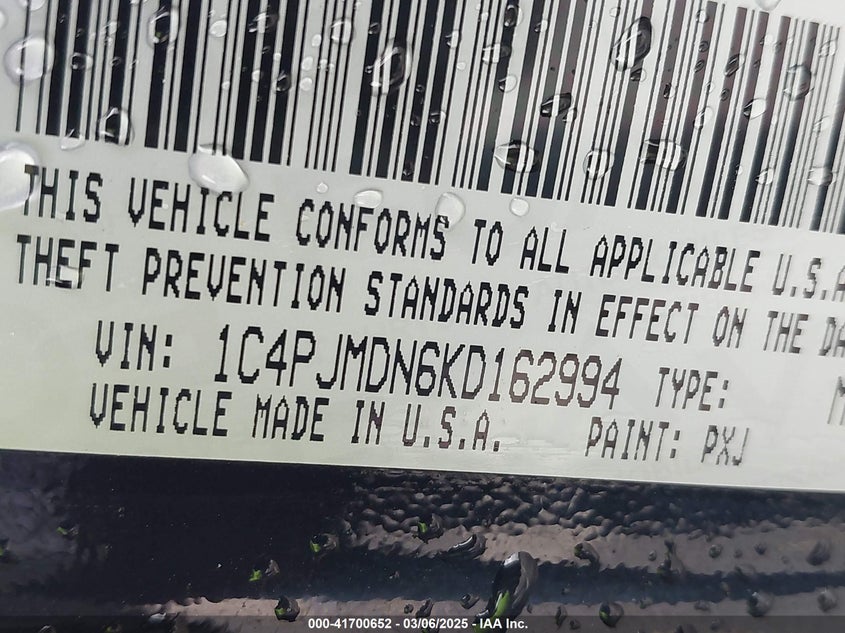 THIS VEHICLE CONFORMS TO ALL APPLICABLE U.S.A
THEFT PREVENTION STANDARDS IN EFFECT ON THE DA
VIN: 1C4PJMDN6KD162994 TYPE: M
VEHICLE MADE IN U.S.A. PAINT: PXJ
000-41700652 - 03/06/2025 - IAA Inc.